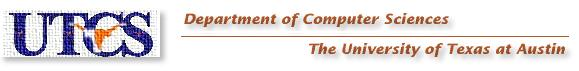 UTCS
Department of Computer Sciences
The University of Texas at Austin